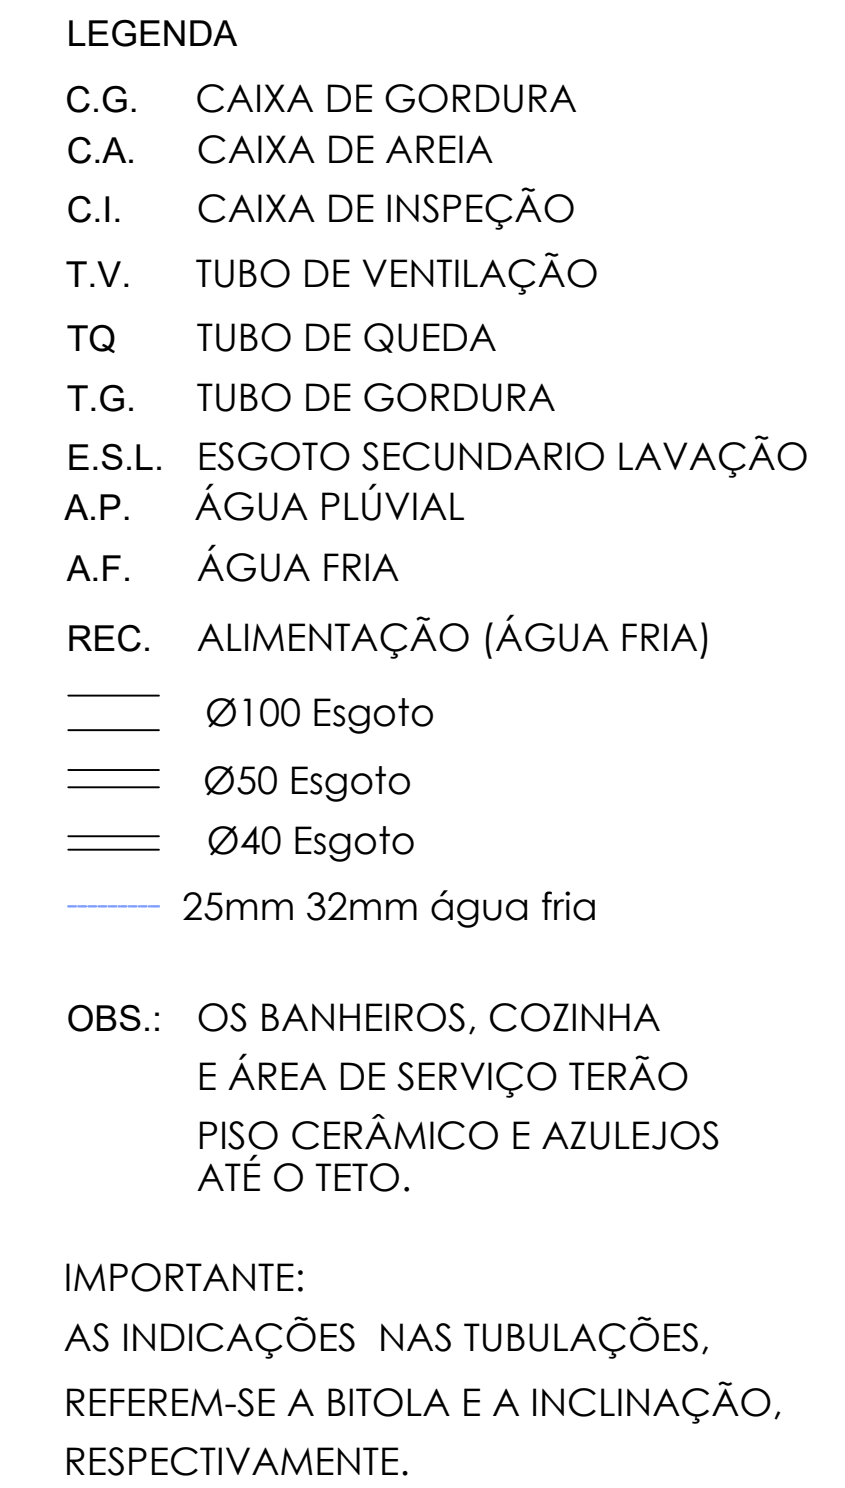 LEGENDA
C.G. CAIXA DE GORDURA
C.A. CAIXA DE AREIA
C.I. CAIXA DE INSPEÇÃO
T.V. TUBO DE VENTILAÇÃO
TQ TUBO DE QUEDA
T.G. TUBO DE GORDURA
E.S.L. ESGOTO SECUNDARIO LAVAÇÃO
A.P. ÁGUA PLÚVIAL
A.F. ÁGUA FRIA
REC. ALIMENTAÇÃO (ÁGUA FRIA)
Ø100 Esgoto
Ø50 Esgoto
Ø40 Esgoto
25mm 32mm água fria
OBS.: OS BANHEIROS, COZINHA
E ÁREA DE SERVIÇO TERÃO
PISO CERÂMICO E AZULEJOS
ATÉ O TETO.
IMPORTANTE:
AS INDICAÇÕES NAS TUBULAÇÕES,
REFEREM-SE A BITOLA E A INCLINAÇÃO,
RESPECTIVAMENTE.